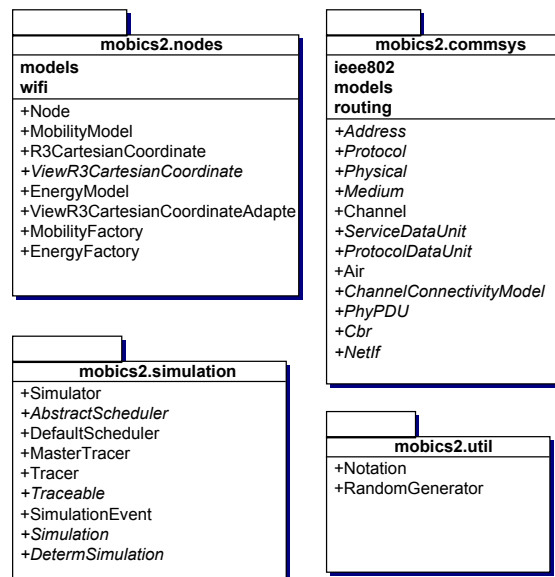 mobics2.nodes
models
wifi
+Node
+MobilityModel
+R3CartesianCoordinate
+ViewR3CartesianCoordinate
+EnergyModel
+ViewR3CartesianCoordinateAdapte
+MobilityFactory
+EnergyFactory
mobics2.commsys
ieee802
models
routing
+Address
+Protocol
+Physical
+Medium
+Channel
+ServiceDataUnit
+ProtocolDataUnit
+Air
+ChannelConnectivityModel
+PhyPDU
+Cbr
+NetIf
mobics2.simulation
+Simulator
+AbstractScheduler
+DefaultScheduler
+MasterTracer
+Tracer
+Traceable
+SimulationEvent
+Simulation
+DetermSimulation
mobics2.util
+Notation
+RandomGenerator